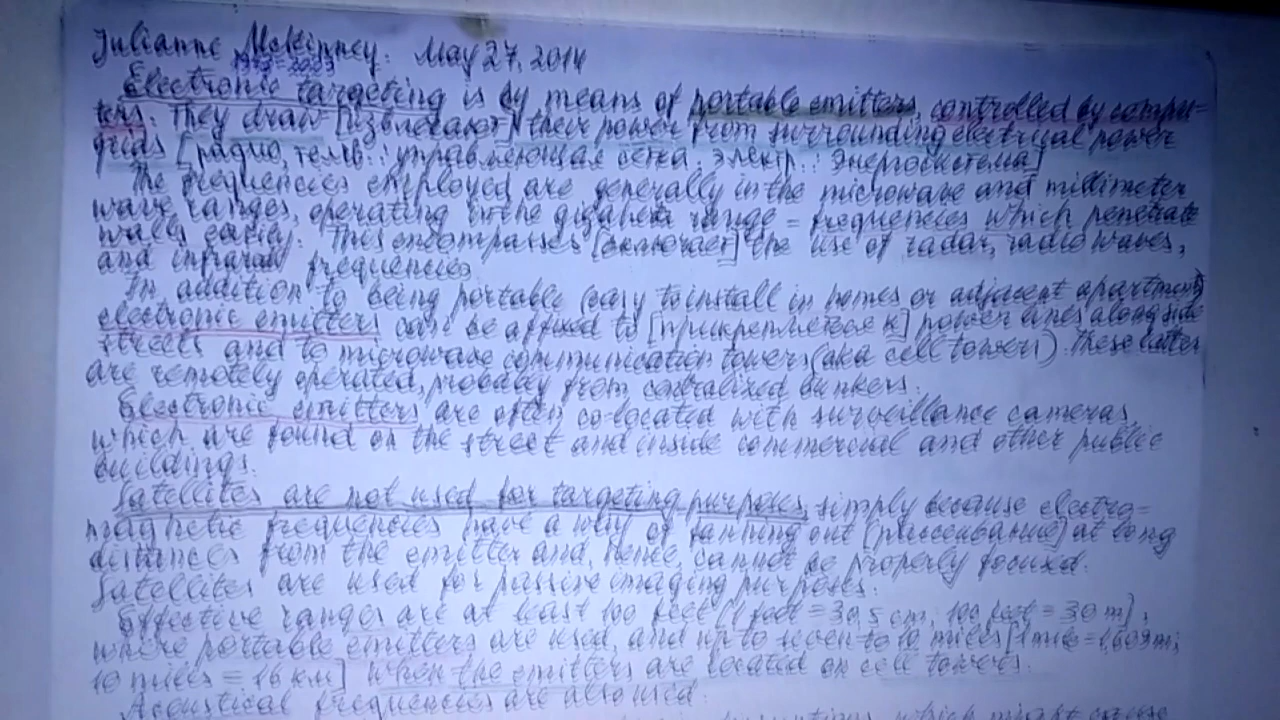 Julianne McKinney. May 27, 2014
Electronic targeting is by means of portable emitters, controlled by compu-
ters. They draw [извлекают] their power from surrounding electrical power
grids [радио, телев.: управляющая сетка. электр.: Энергосистема]
The frequencies employed are generally in the microwave and millimeter
wave ranges, operating in the gigahertz range = frequencies which penetrate
walls easily. This encompasses [включает] the use of radar, radio waves,
and infrared frequencies.
In addition to being portable (easy to install in homes or adjacent apartments
electronic emitters can be affixed to [прикрепляемое к] power lines alongside
streets and to microwave communication towers (aka cell towers). These latter
are remotely operated, probably from centralized bunkers.
Electronic emitters are often co-located with surveillance cameras,
which are found on the street and inside commercial and other public
buildings.
Satellites are not used for targeting purposes, simply because electro-
magnetic frequencies have a way of fanning out [рассеивание] at long
distances from the emitter and, hence, cannot be properly focused.
Satellites are used for passive imaging purposes.
Effective ranges are at least 100 feet [1 foot = 30,5 cm, 100 feet = 30 m],
where portable emitters are used, and up to seven to 10 miles [1 mile = 1,609m;
10 miles = 16 км] when the emitters are located on cell towers.
Acoustical frequencies are also used.
which might cause